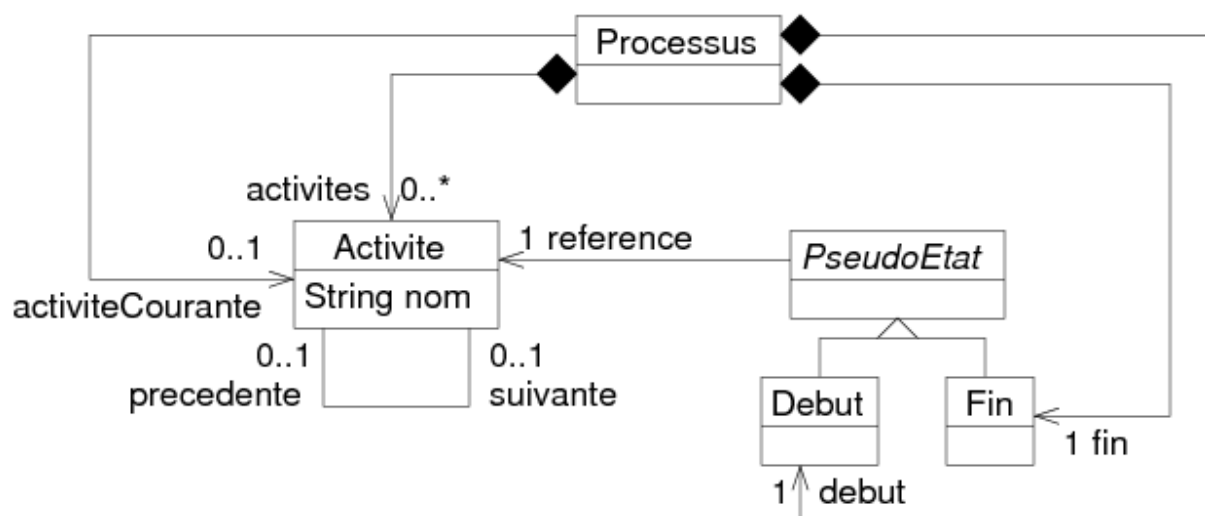 Processus
activites 0..*
0..1
Activite
1 reference
PseudoEtat
activiteCourante
String nom
0..1
0..1
precedente
suivante
Debut
Fin
1 fin
1 debut